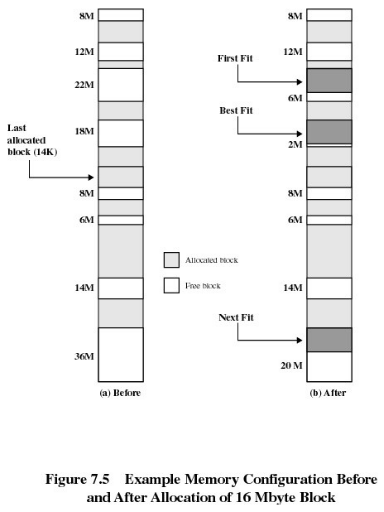 8M
12M
22M
18M
Last
allocated
block (14K)
8M
6M
14M
36M
(a) Before
Allocated block
Free block
8M
12M
First Fit
6M
Best Fit
2M
8M
6M
14M
Next Fit
20 M
(b) After
Figure 7.5 Example Memory Configuration Before
and After Allocation of 16 Mbyte Block